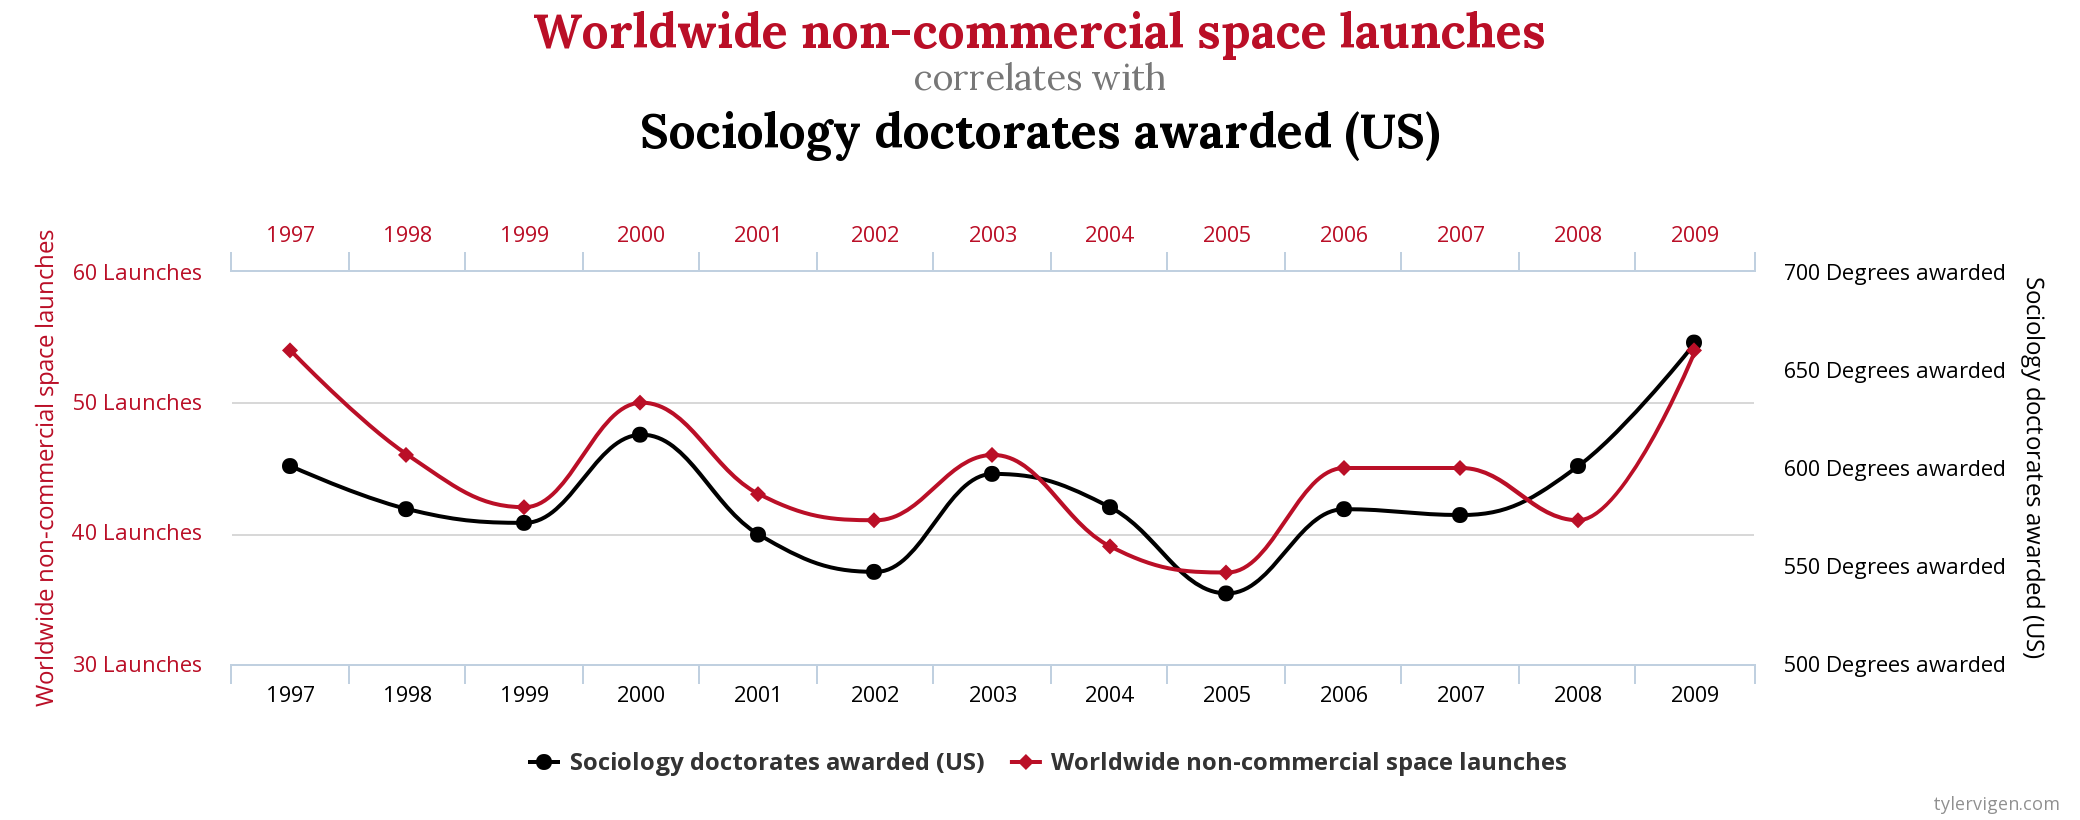 Worldwide non-commercial space launches
correlates with
Sociology doctorates awarded (US)
1997 1998 1999 2000 2001 2002 2003 2004 2005 2006 2007 2008 2009
Worldwide non-commercial space launches
60 Launches
50 Launches
40 Launches
30 Launches
700 Degrees awarded
650 Degrees awarded
600 Degrees awarded
550 Degrees awarded
500 Degrees awarded
Sociology doctorates awarded (US)
1997 1998 1999 2000 2001 2002 2003 2004 2005 2006 2007 2008 2009
Sociology doctorates awarded (US) Worldwide non-commercial space launches
tylervigen.com